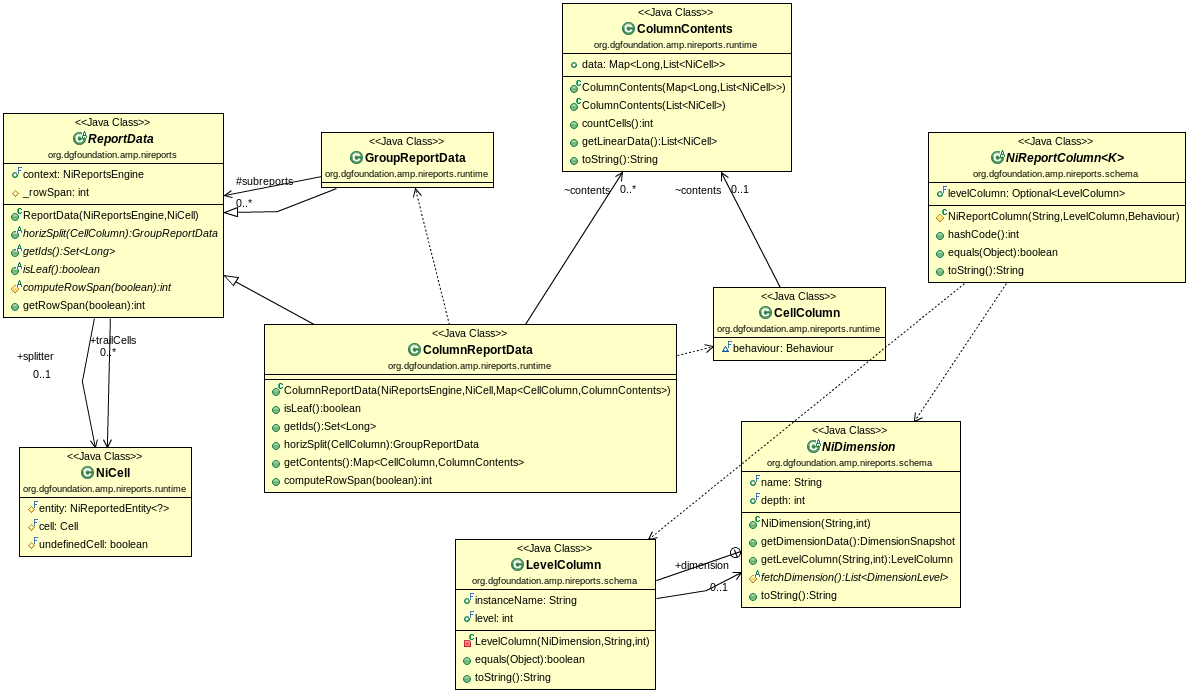 <<Java Class>>
ColumnContents
org.dgfoundation.amp.nireports.runtime
data: Map<Long,List<NiCell>>
ColumnContents(Map<Long,List<NiCell>>)
ColumnContents(List<NiCell>)
countCells():int
getLinearData():List<NiCell>
toString():String
<<Java Class>>
ReportData
org.dgfoundation.amp.nireports
context: NiReportsEngine
_rowSpan: int
ReportData(NiReportsEngine,NiCell)
horizSplit(CellColumn):GroupReportData
getIds():Set<Long>
isLeaf():boolean
computeRowSpan(boolean):int
getRowSpan(boolean):int
<<Java Class>>
GroupReportData
org.dgfoundation.amp.nireports.runtime
#subreports
0..*
~contents
0..*
~contents
0..1
<<Java Class>>
NiReportColumn<K>
org.dgfoundation.amp.nireports.schema
levelColumn: Optional<LevelColumn>
NiReportColumn(String,LevelColumn,Behaviour)
hashCode():int
equals(Object):boolean
toString():String
<<Java Class>>
CellColumn
org.dgfoundation.amp.nireports.runtime
behaviour: Behaviour
<<Java Class>>
ColumnReportData
org.dgfoundation.amp.nireports.runtime
ColumnReportData(NiReportsEngine,NiCell,Map<CellColumn,ColumnContents>)
isLeaf():boolean
getIds():Set<Long>
horizSplit(CellColumn):GroupReportData
getContents():Map<CellColumn,ColumnContents>
computeRowSpan(boolean):int
+splitter
0..1
+trailCells
0..*
<<Java Class>>
NiCell
org.dgfoundation.amp.nireports.runtime
entity: NiReportedEntity<?>
cell: Cell
undefinedCell: boolean
<<Java Class>>
NiDimension
org.dgfoundation.amp.nireports.schema
name: String
depth: int
NiDimension(String,int)
getDimensionData():DimensionSnapshot
getLevelColumn(String,int):LevelColumn
fetchDimension():List<DimensionLevel>
toString():String
<<Java Class>>
LevelColumn
org.dgfoundation.amp.nireports.schema
instanceName: String
level: int
LevelColumn(NiDimension,String,int)
equals(Object):boolean
toString():String
+dimension
0..1